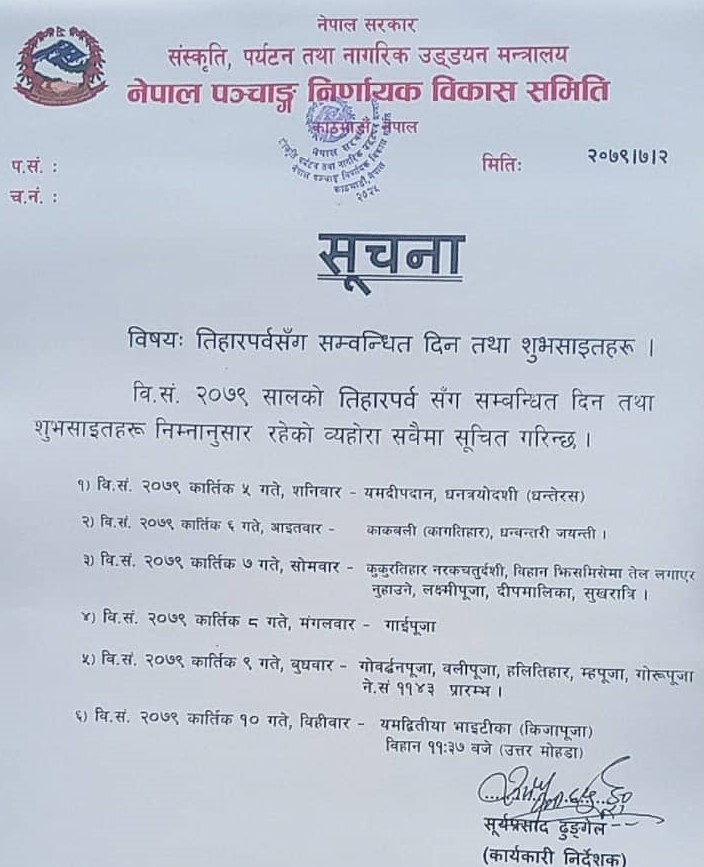 नेपाल सरकार
संस्कृति, पर्यटन तथा नागरिक उड्डयन मन्त्रालय
नेपाल पञ्चाङ्ग निर्णायक विकास समिति
काठमाडौं, नेपाल
प.सं. :
च.नं. :
मितिः २०७९।७।२
सूचना
विषयः तिहारपर्वसँग सम्वन्धित दिन तथा शुभसाइतहरू ।
वि.सं. २०७९ सालको तिहारपर्व सँग सम्वन्धित दिन तथा
शुभसाइतहरू निम्नानुसार रहेको व्यहोरा सबैमा सूचित गरिन्छ ।
१) वि.सं. २०७९ कार्तिक ५ गते, शनिवार - यमदीपदान, धनत्रयोदशी (धन्तेरस)
२) वि.सं. २०७९ कार्तिक ६ गते, आइतवार - काकबली (कागतिहार), धन्वन्तरी जयन्ती ।
३) वि.सं. २०७९ कार्तिक ७ गते, सोमवार - कुकुरतिहार नरकचतुर्दशी, विहान झिसमिसेमा तेल लगाएर
नुहाउने, लक्ष्मीपूजा, दीपमालिका, सुखरात्रि ।
४) वि.सं. २०७९ कार्तिक ८ गते, मंगलवार - गाईपूजा
५) वि.सं. २०७९ कार्तिक ९ गते, बुधवार - गोवर्द्धनपूजा, वलीपूजा, हलितिहार, म्हपूजा, गोरूपूजा
ने.सं ११४३ प्रारम्भ ।
६) वि.सं. २०७९ कार्तिक १० गते, विहीवार - यमद्वितीया भाइटीका (किजापूजा)
विहान ११:३७ वजे (उत्तर मोहडा)
सूर्यप्रसाद ढुङ्गेल
(कार्यकारी निर्देशक)